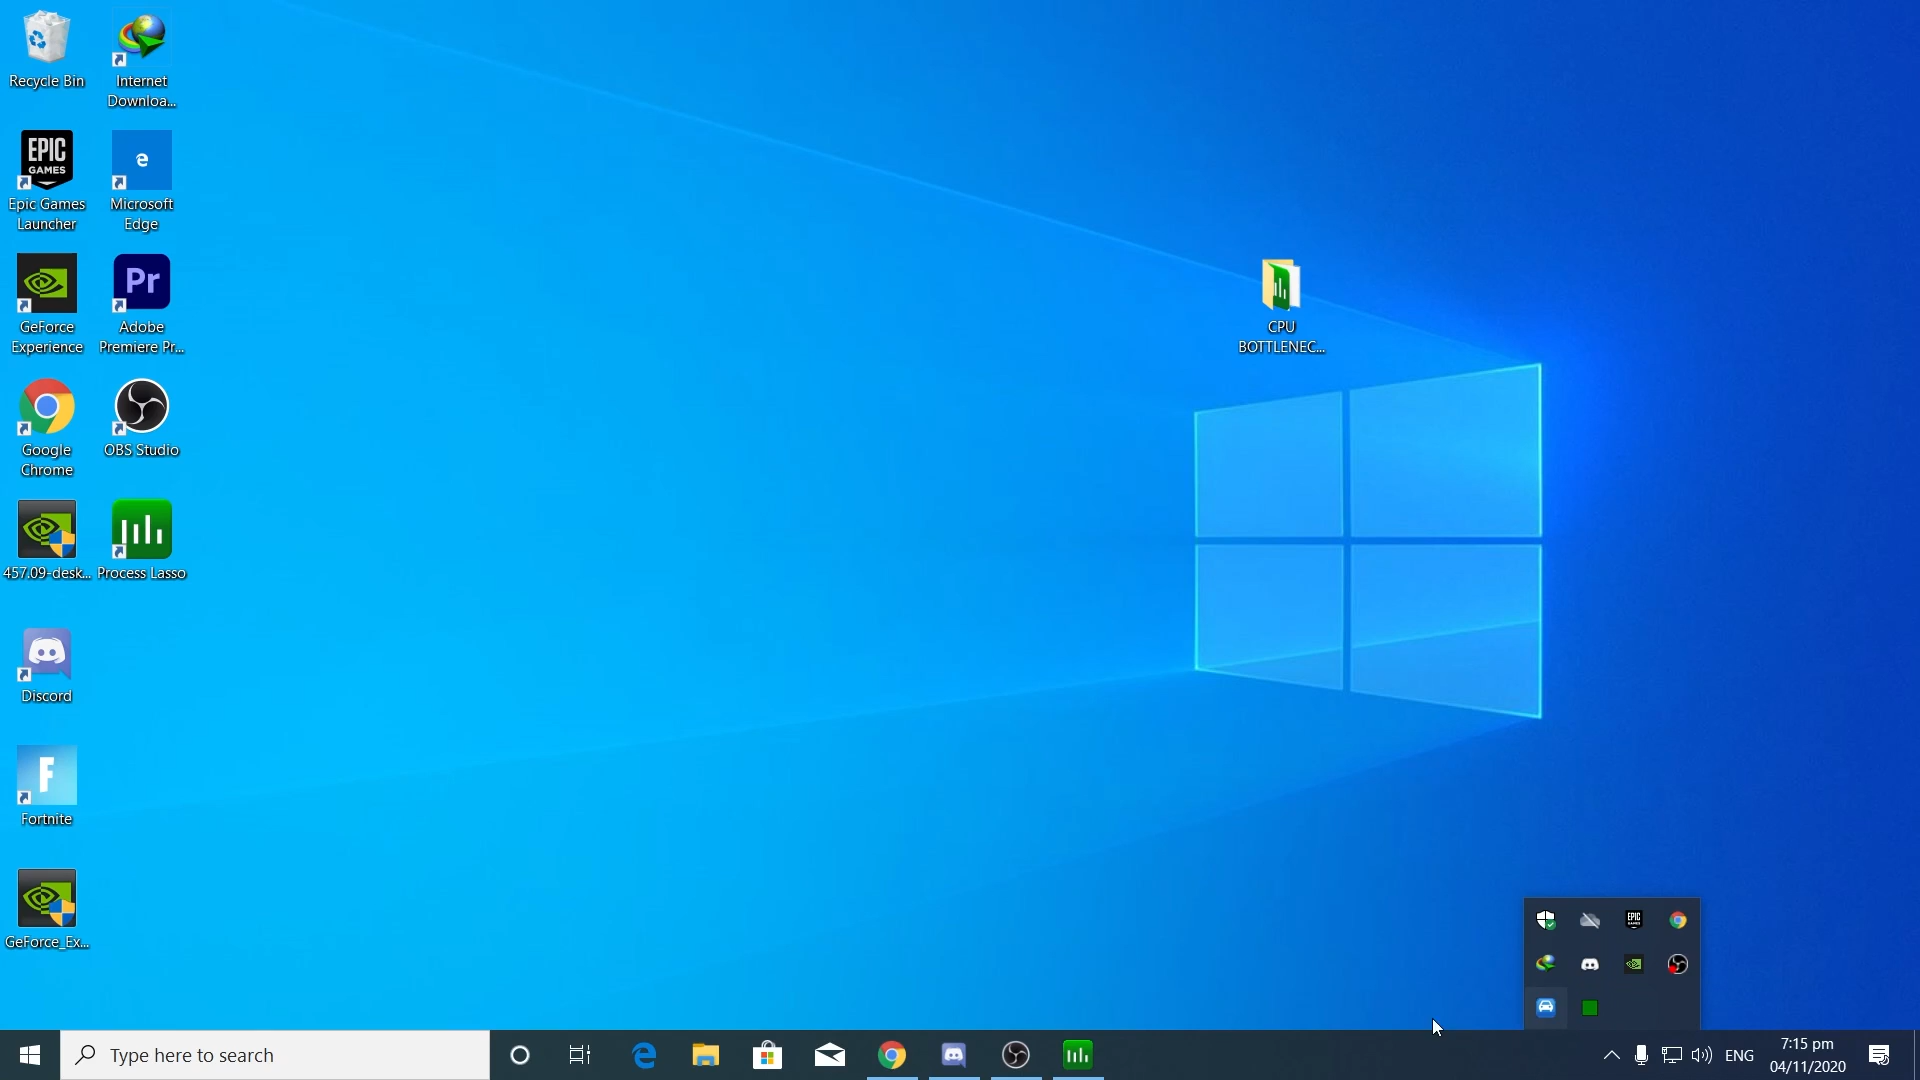 Recycle Bin
Internet
Downloa...
EPIC
GAMES
Epic Games
Launcher
Microsoft
Edge
GeForce
Experience
Pr
Adobe
Premiere Pr...
Google
Chrome
OBS Studio
457.09-desk...
Process Lasso
Discord
F
Fortnite
GeForce_Ex...
CPU
BOTTLENEC...
EPIC
Type here to search
ENG
7:15 pm
04/11/2020